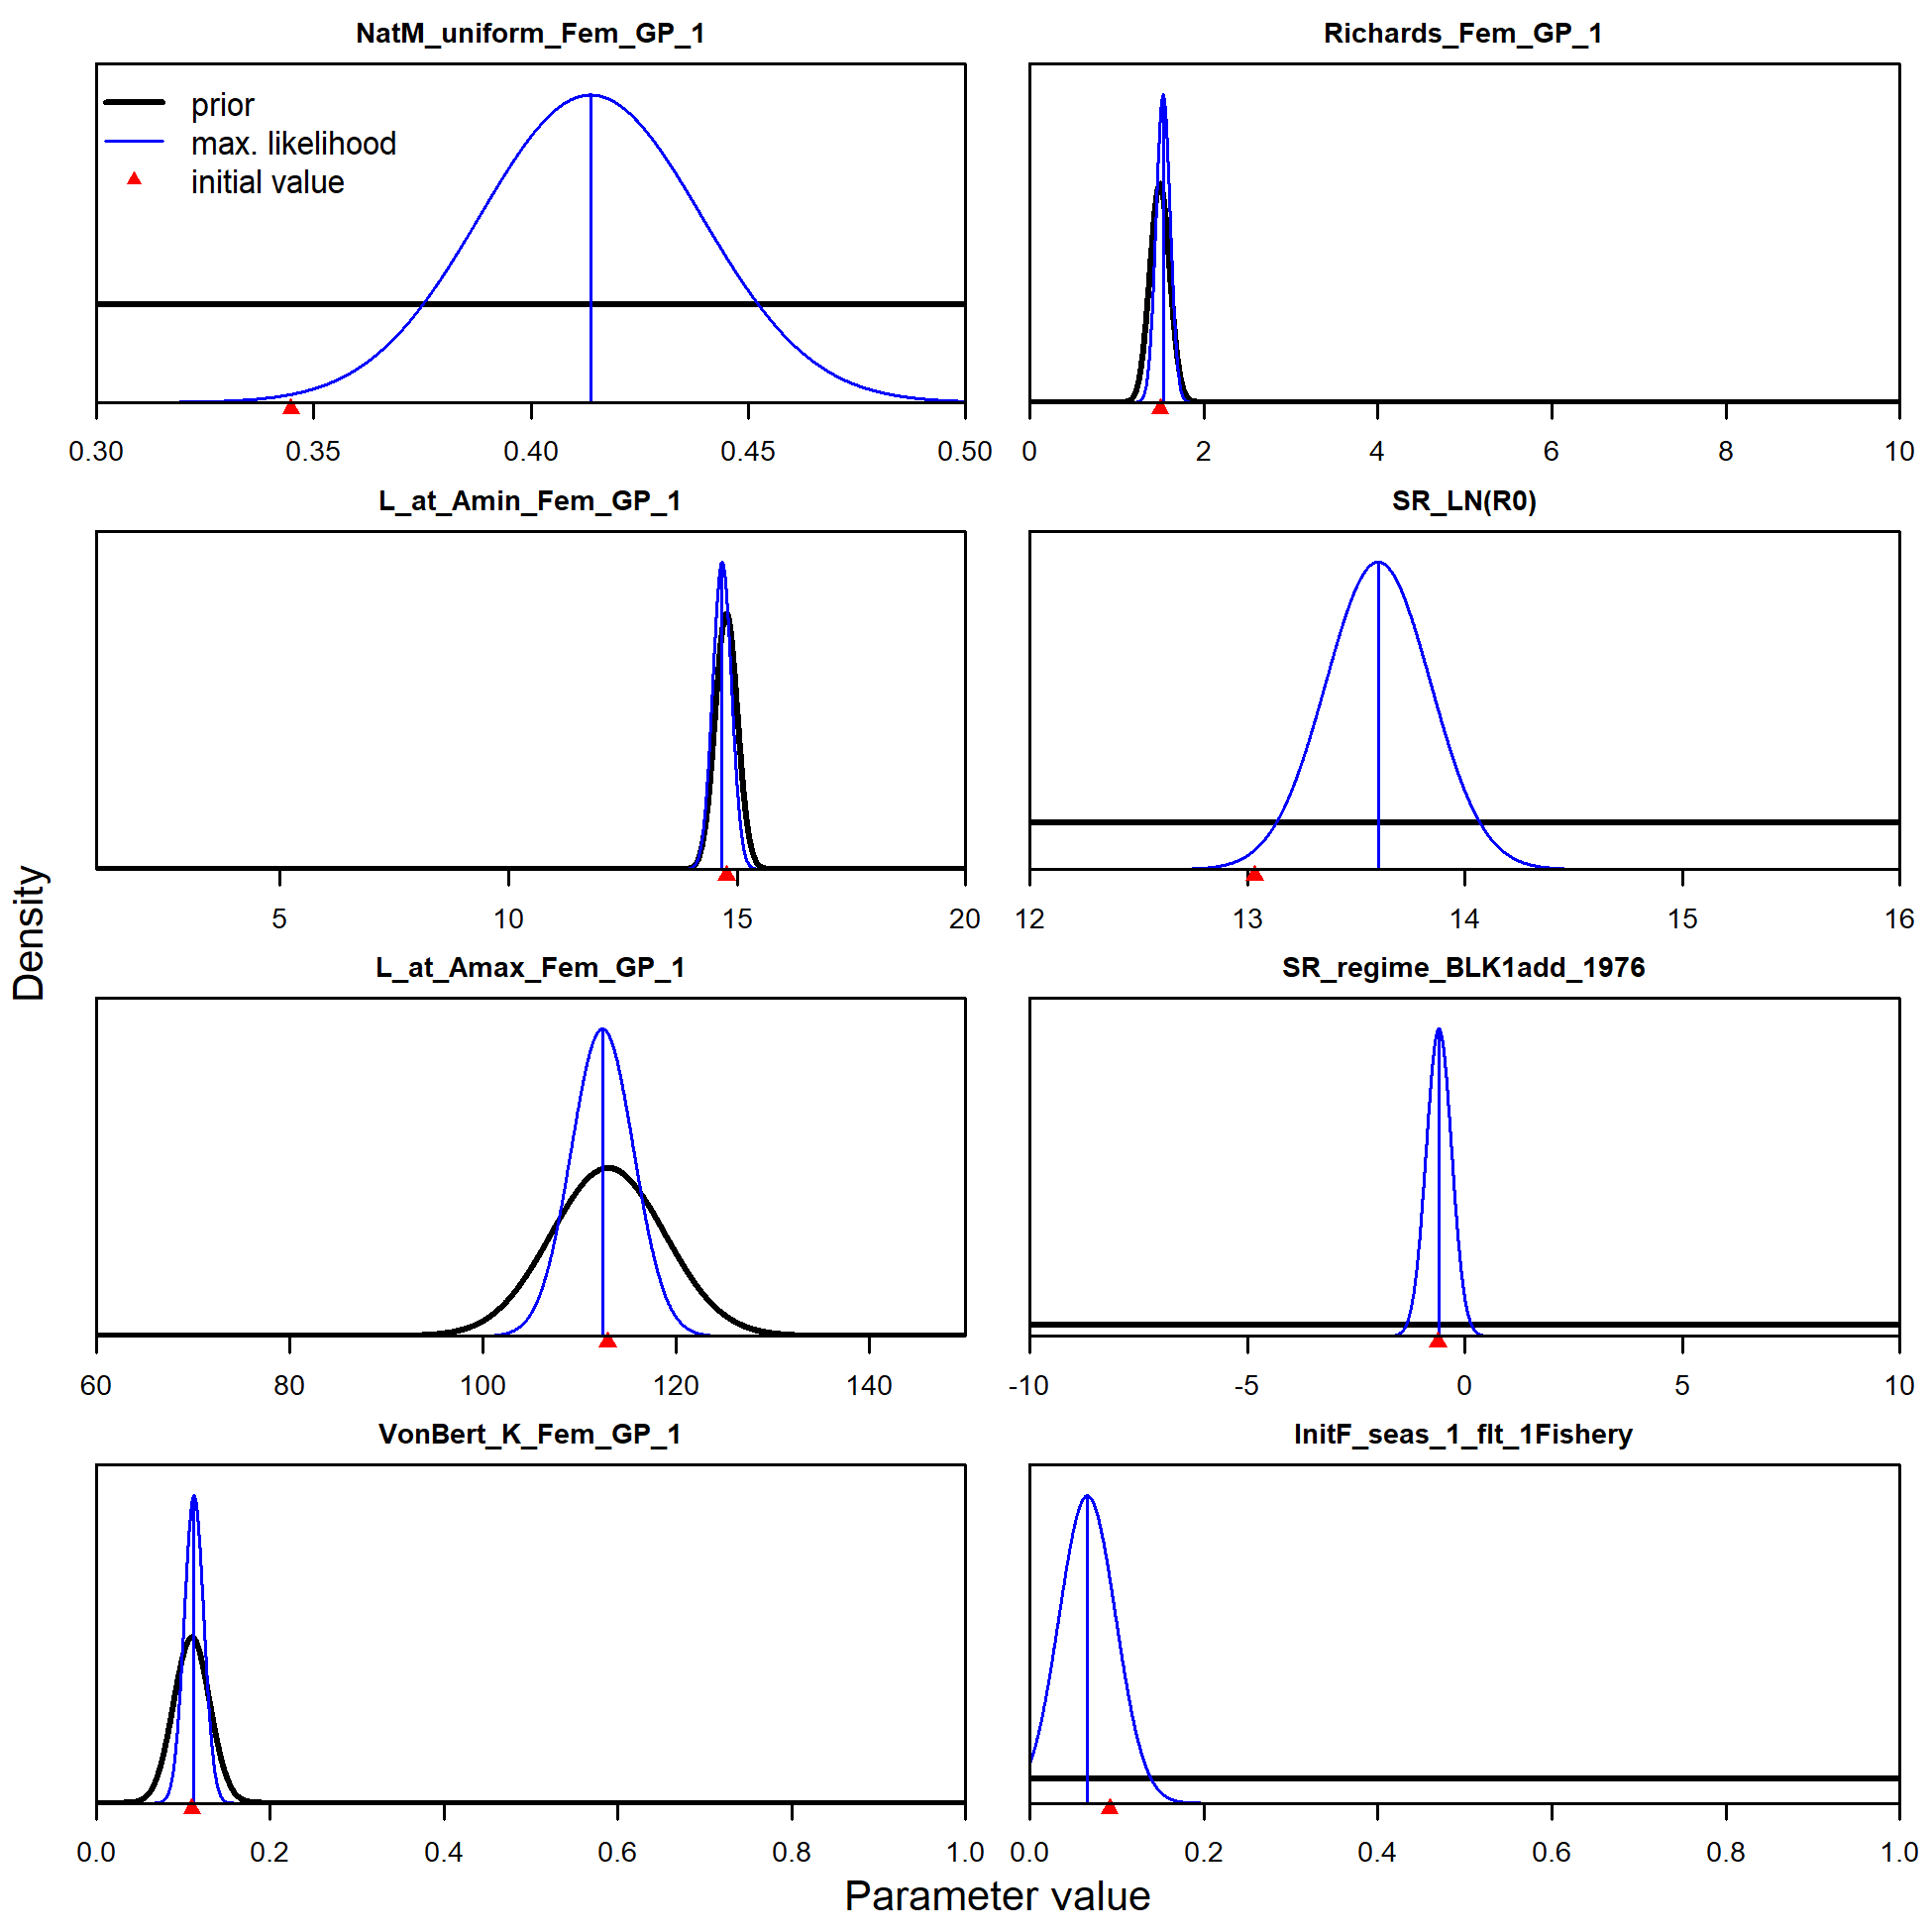 NatM_uniform_Fem_GP_1
prior
max. likelihood
initial value
0.30 0.35 0.40 0.45 0.50
Richards_Fem_GP_1
0 2 4 6 8 10
L_at_Amin_Fem_GP_1
5 10 15 20
SR_LN(R0)
12 13 14 15 16
L_at_Amax_Fem_GP_1
60 80 100 120 140
SR_regime_BLK1add_1976
-10 -5 0 5 10
VonBert_K_Fem_GP_1
0.0 0.2 0.4 0.6 0.8 1.0
InitF_seas_1_flt_1Fishery
0.0 0.2 0.4 0.6 0.8 1.0
Density
Parameter value